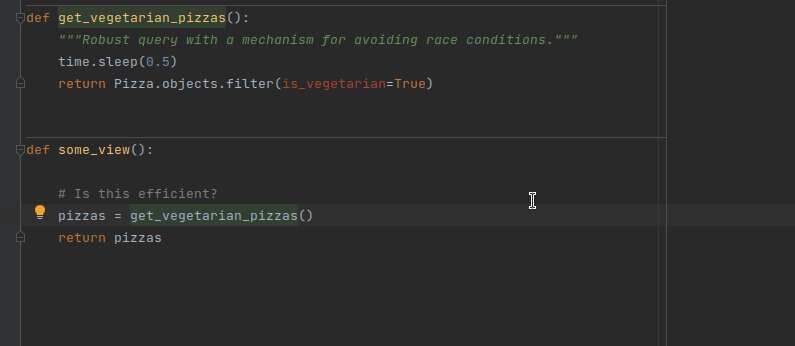 def get_vegetarian_pizzas():
    """Robust query with a mechanism for avoiding race conditions."""
    time.sleep(0.5)
    return Pizza.objects.filter(is_vegetarian=True)
def some_view():
    # Is this efficient?
    pizzas = get_vegetarian_pizzas()
    return pizzas